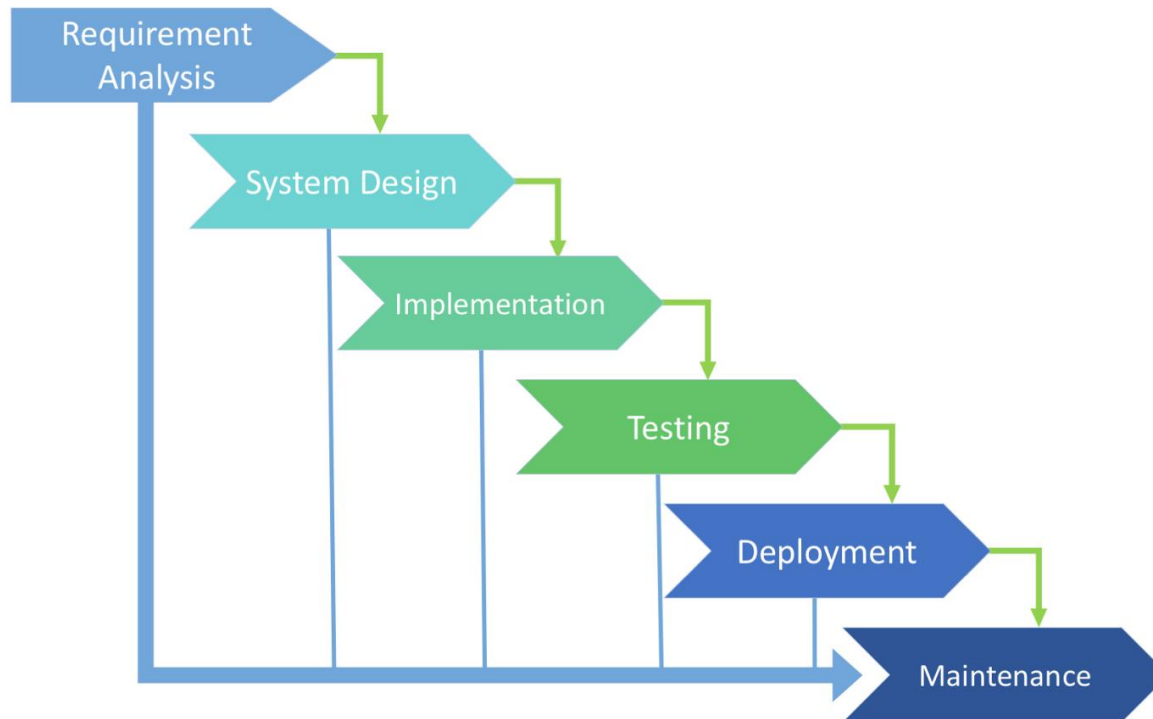 Requirement
Analysis
System Design
Implementation
Testing
Deployment
Maintenance